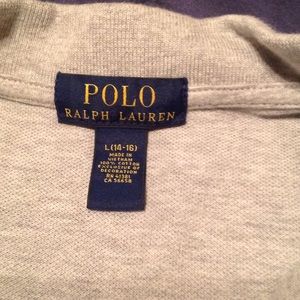 POLO
RALPH LAUREN
L (14-16)
MADE IN
VIETNAM
100% COTTON
EXCLUSIVE OF
DECORATION
RN 41381
CA 56658